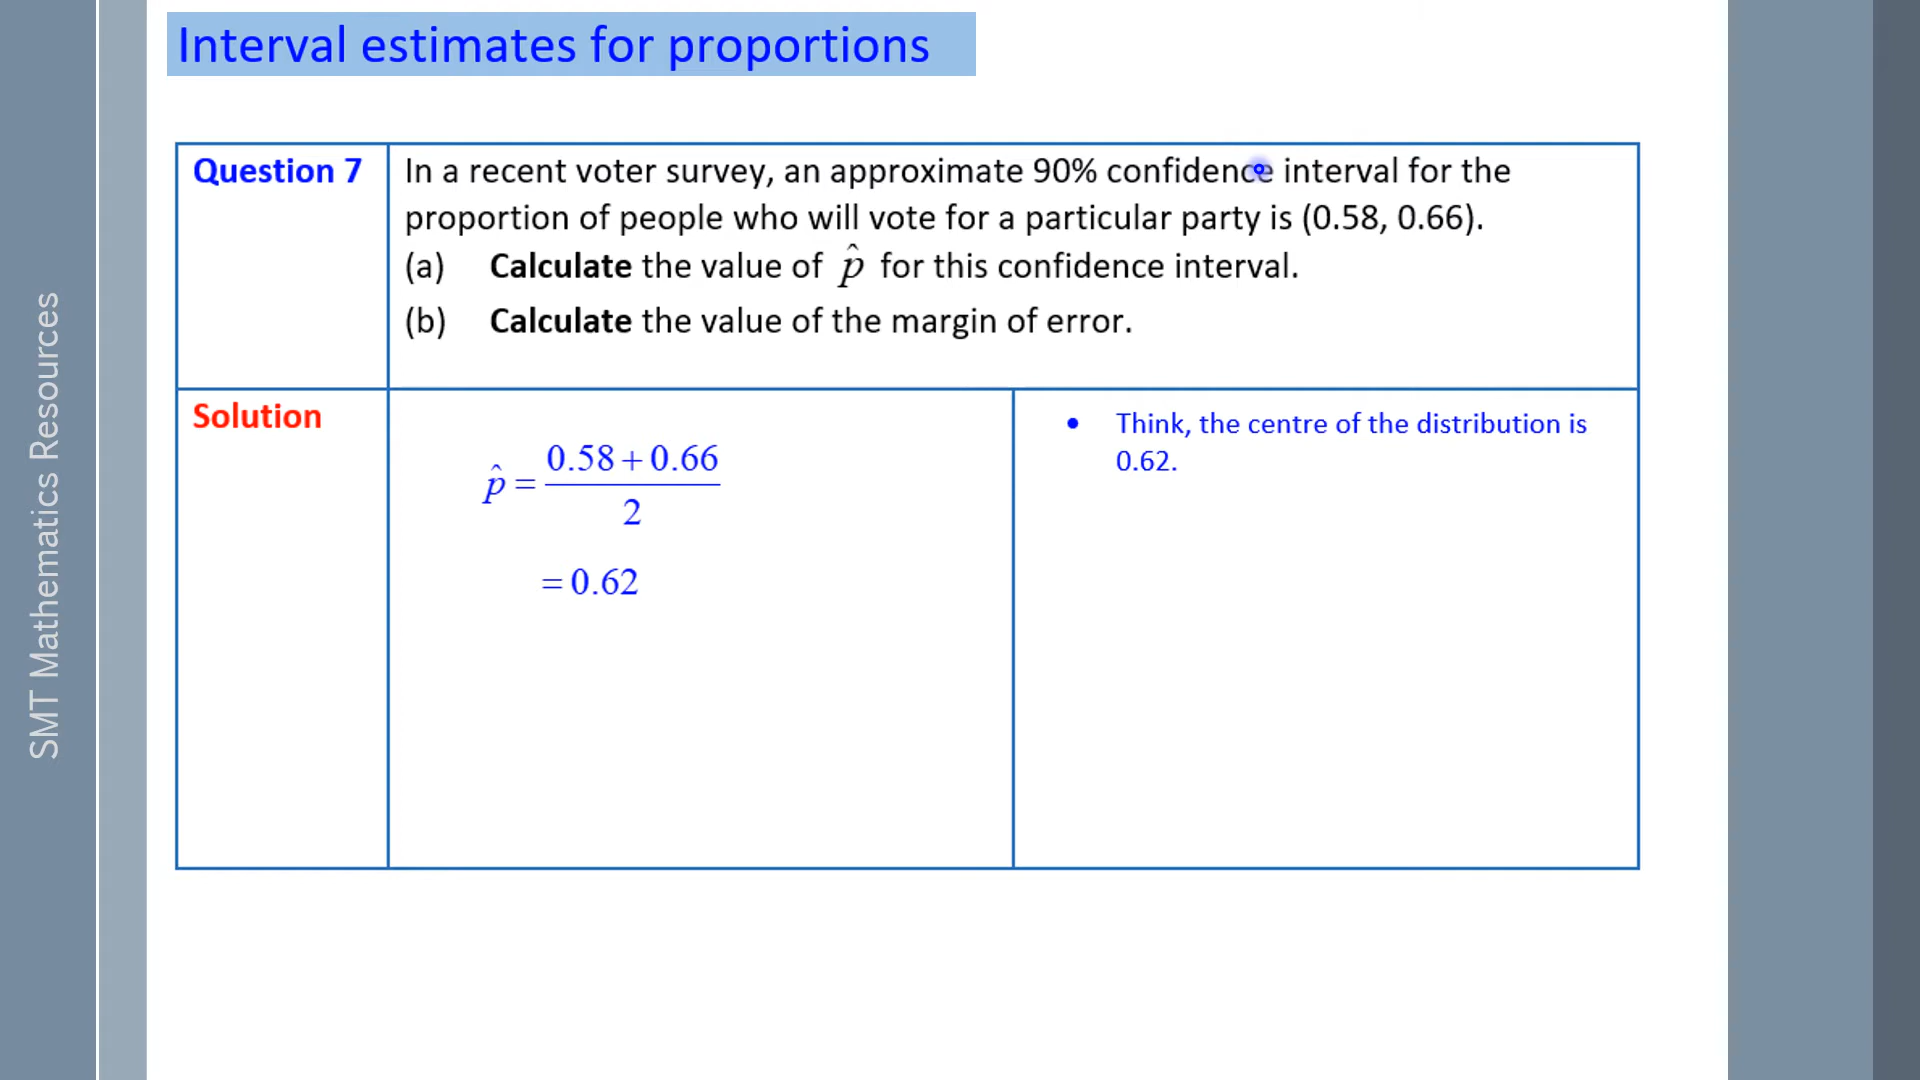 Interval estimates for proportions
Question 7
In a recent voter survey, an approximate 90% confidence interval for the
proportion of people who will vote for a particular party is (0.58, 0.66).
(a) Calculate the value of p̂ for this confidence interval.
(b) Calculate the value of the margin of error.
Solution
p̂ = 0.58 + 0.66
2
= 0.62
• Think, the centre of the distribution is
0.62.
SMT Mathematics Resources